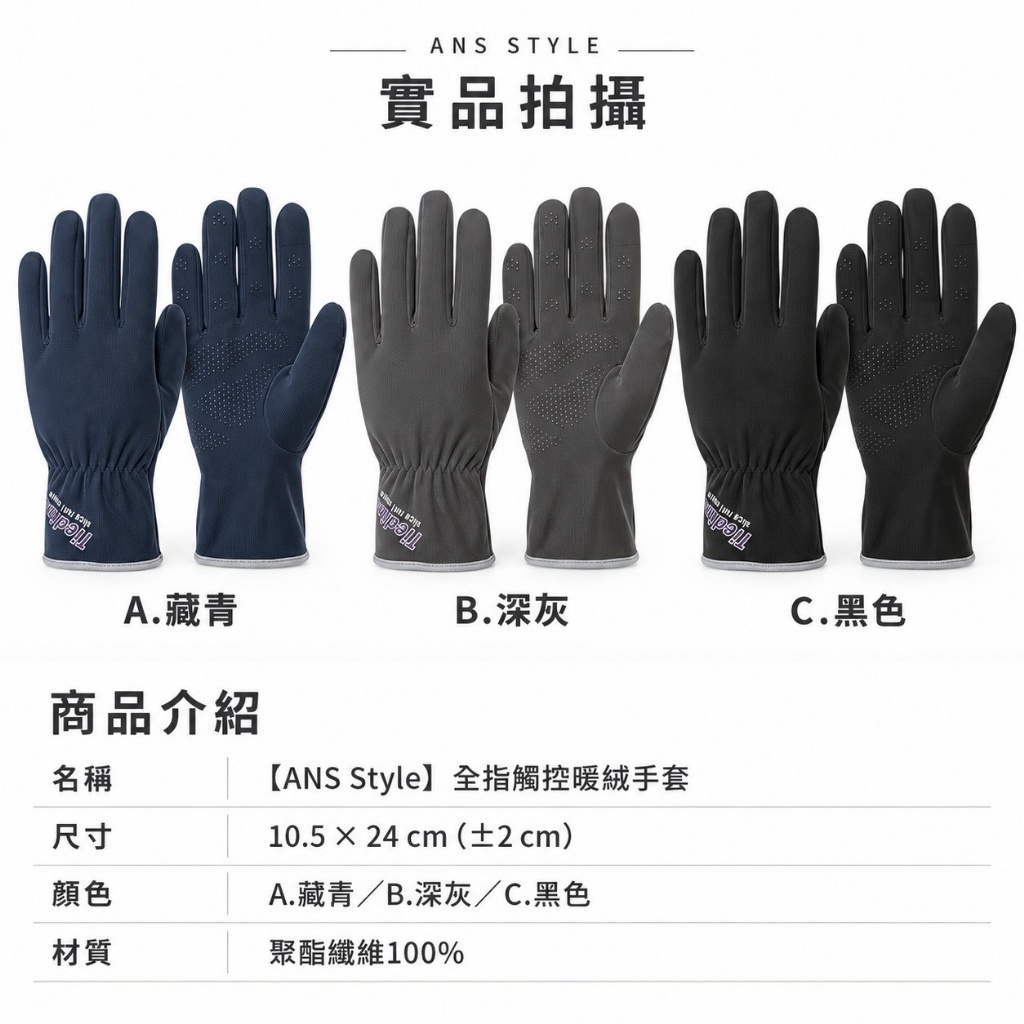 ANS STYLE
實品拍攝
A.藏青
B.深灰
C.黑色
商品介紹
名稱 【ANS Style】全指觸控暖絨手套
尺寸 10.5 × 24 cm（±2 cm）
顏色 A.藏青／B.深灰／C.黑色
材質 聚酯纖維100%